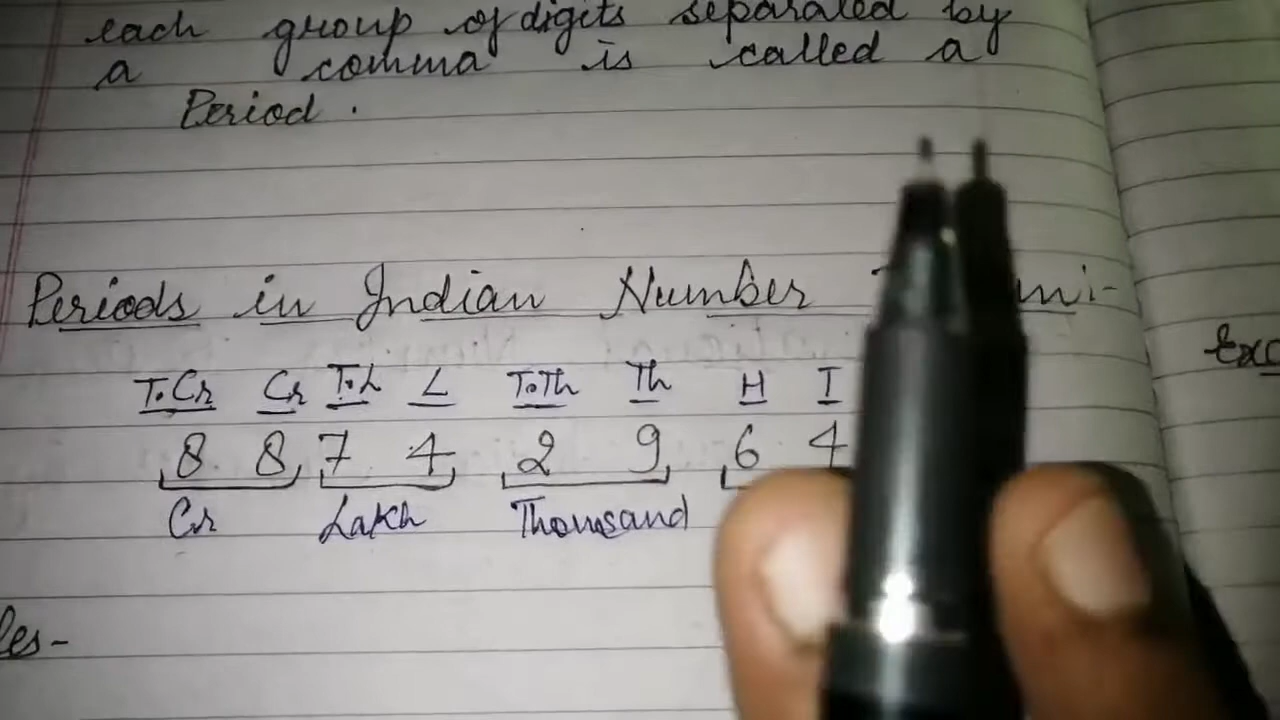 each group of digits separated by
a comma is called a
Period.
Periods in Indian Number
T.Cr Cr T.L L T.Th Th H T
8 8, 7 4, 2 9, 6 4
Cr Lakh Thousand